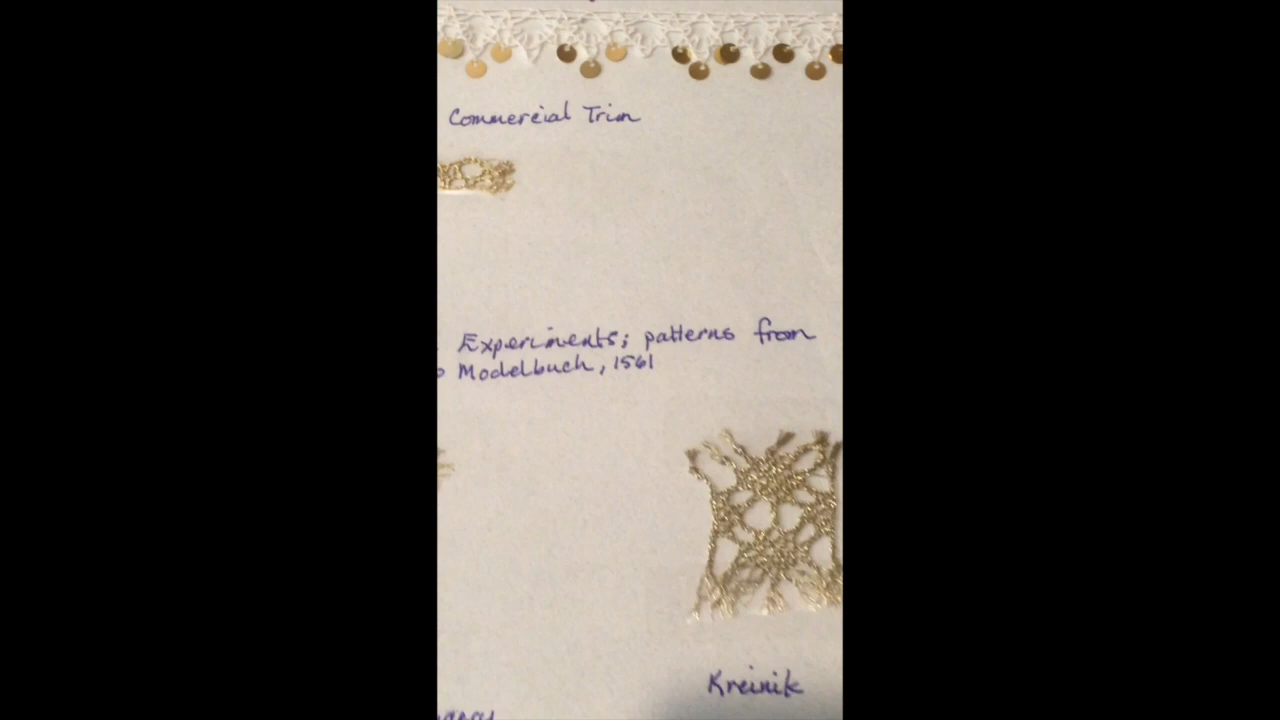 Commercial Trim
Experiments; patterns from
Modelbuch, 1561
Kreinik